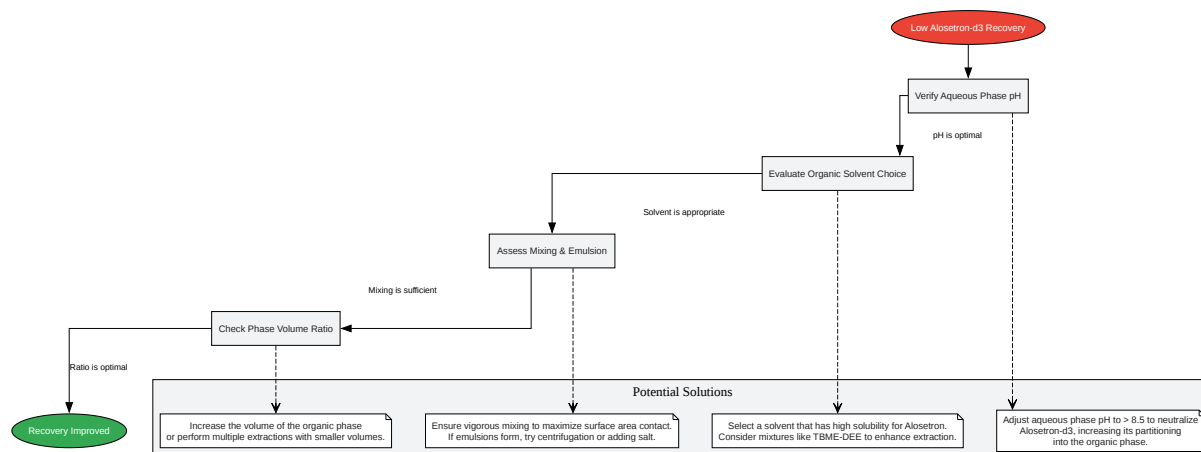 Low Alosetron-d3 Recovery
Verify Aqueous Phase pH
pH is optimal
Evaluate Organic Solvent Choice
Solvent is appropriate
Assess Mixing & Emulsion
Mixing is sufficient
Check Phase Volume Ratio
Ratio is optimal
Recovery Improved
Potential Solutions
Increase the volume of the organic phase
or perform multiple extractions with smaller volumes.
Ensure vigorous mixing to maximize surface area contact.
If emulsions form, try centrifugation or adding salt.
Select a solvent that has high solubility for Alosetron.
Consider mixtures like TBME-DEE to enhance extraction.
Adjust aqueous phase pH to > 8.5 to neutralize
Alosetron-d3, increasing its partitioning
into the organic phase.